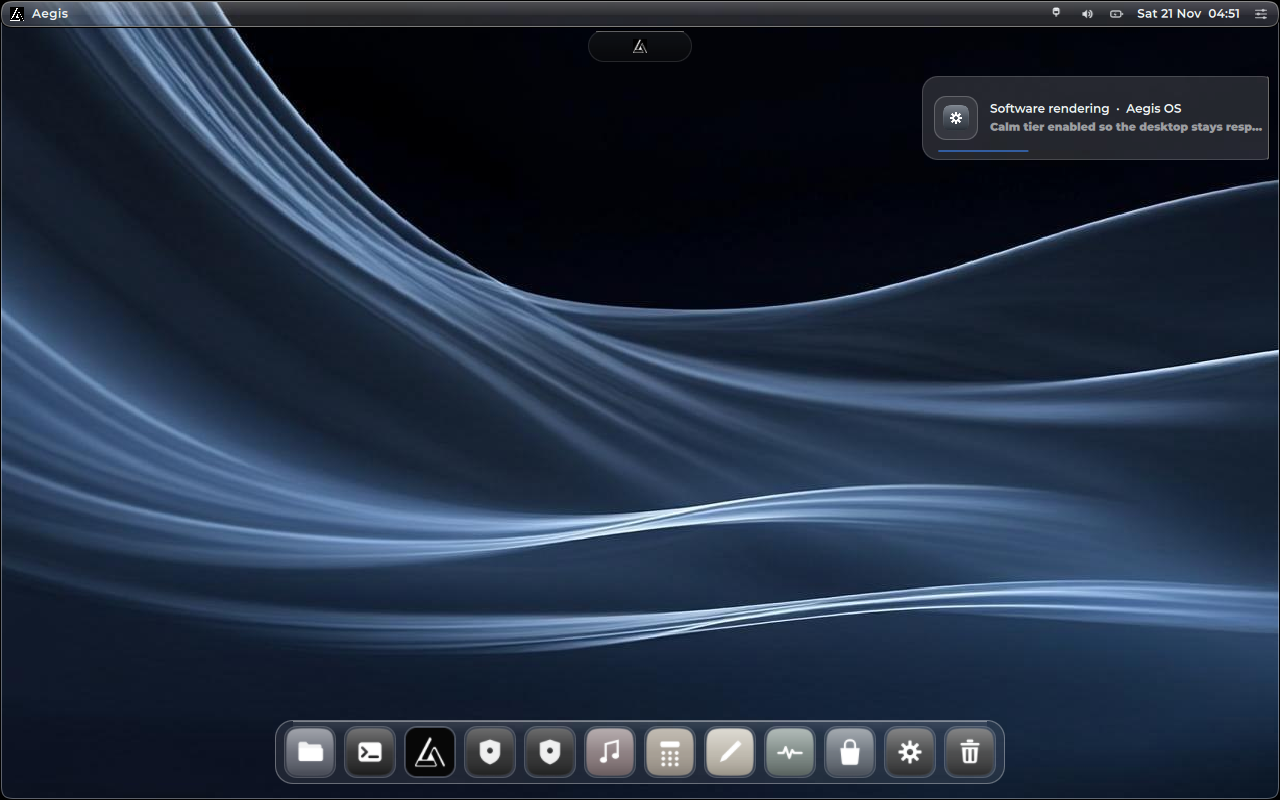 Aegis
Sat 21 Nov 04:51
Software rendering · Aegis OS
Calm tier enabled so the desktop stays resp...